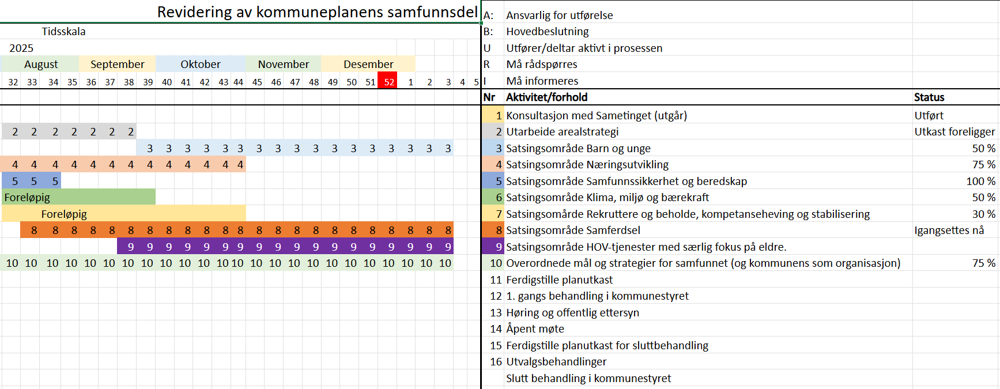 Revidering av kommuneplanens samfunnsdel
A: Ansvarlig for utførelse
Tidsskala
B: Hovedbeslutning
2025
U Utfører/deltar aktivt i prosessen
August September Oktober November Desember
R Må rådspørres
32 33 34 35 36 37 38 39 40 41 42 43 44 45 46 47 48 49 50 51 52 1 2 3 4 5
I Må informeres
Nr Aktivitet/forhold Status
1 Konsultasjon med Sametinget (utgår) Utført
2 2 2 2 2 2 2 2 Utarbeide arealstrategi Utkast foreligger
3 3 3 3 3 3 3 3 3 3 3 3 3 3 3 3 3 3 Satsingsområde Barn og unge 50 %
4 4 4 4 4 4 4 4 4 4 4 4 4 4 Satsingsområde Næringsutvikling 75 %
5 5 5 5 Satsingsområde Samfunnssikkerhet og beredskap 100 %
Foreløpig 6 Satsingsområde Klima, miljø og bærekraft 50 %
Foreløpig 7 Satsingsomårde Rekruttere og beholde, kompetanseheving og stabilisering 30 %
8 8 8 8 8 8 8 8 8 8 8 8 8 8 8 8 8 8 8 8 8 8 8 8 Satsingsområde Samferdsel Igangsettes nå
9 9 9 9 9 9 9 9 9 9 9 9 9 9 9 9 9 9 9 Satsingsområde HOV-tjenester med særlig fokus på eldre.
10 10 10 10 10 10 10 10 10 10 10 10 10 10 10 10 10 10 10 10 10 10 10 10 10 Overordnede mål og strategier for samfunnet (og kommunens som organisasjon) 75 %
11 Ferdigstille planutkast
12 1. gangs behandling i kommunestyret
13 Høring og offentlig ettersyn
14 Åpent møte
15 Ferdigstille planutkast for sluttbehandling
16 Utvalgsbehandlinger
Slutt behandling i kommunestyret